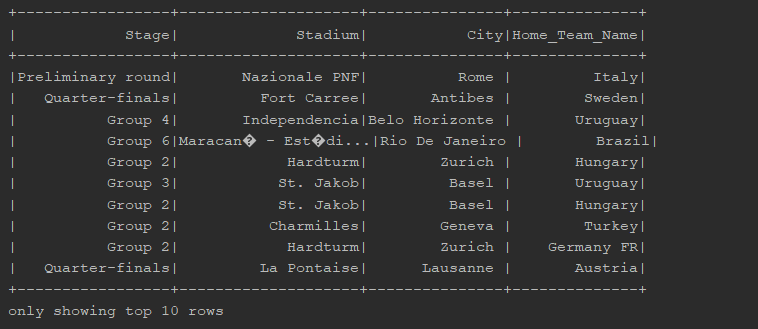 +-----------------+--------------------+---------------+--------------+
|            Stage|             Stadium|           City|Home_Team_Name|
+-----------------+--------------------+---------------+--------------+
|Preliminary round|       Nazionale PNF|          Rome |         Italy|
|   Quarter-finals|         Fort Carree|       Antibes |        Sweden|
|          Group 4|        Independencia|Belo Horizonte |       Uruguay|
|          Group 6|Maracan� - Est�di...|Rio De Janeiro |        Brazil|
|          Group 2|            Hardturm|        Zurich |       Hungary|
|          Group 3|           St. Jakob|         Basel |       Uruguay|
|          Group 2|           St. Jakob|         Basel |       Hungary|
|          Group 2|          Charmilles|        Geneva |        Turkey|
|          Group 2|            Hardturm|        Zurich |    Germany FR|
|   Quarter-finals|         La Pontaise|      Lausanne |       Austria|
+-----------------+--------------------+---------------+--------------+
only showing top 10 rows